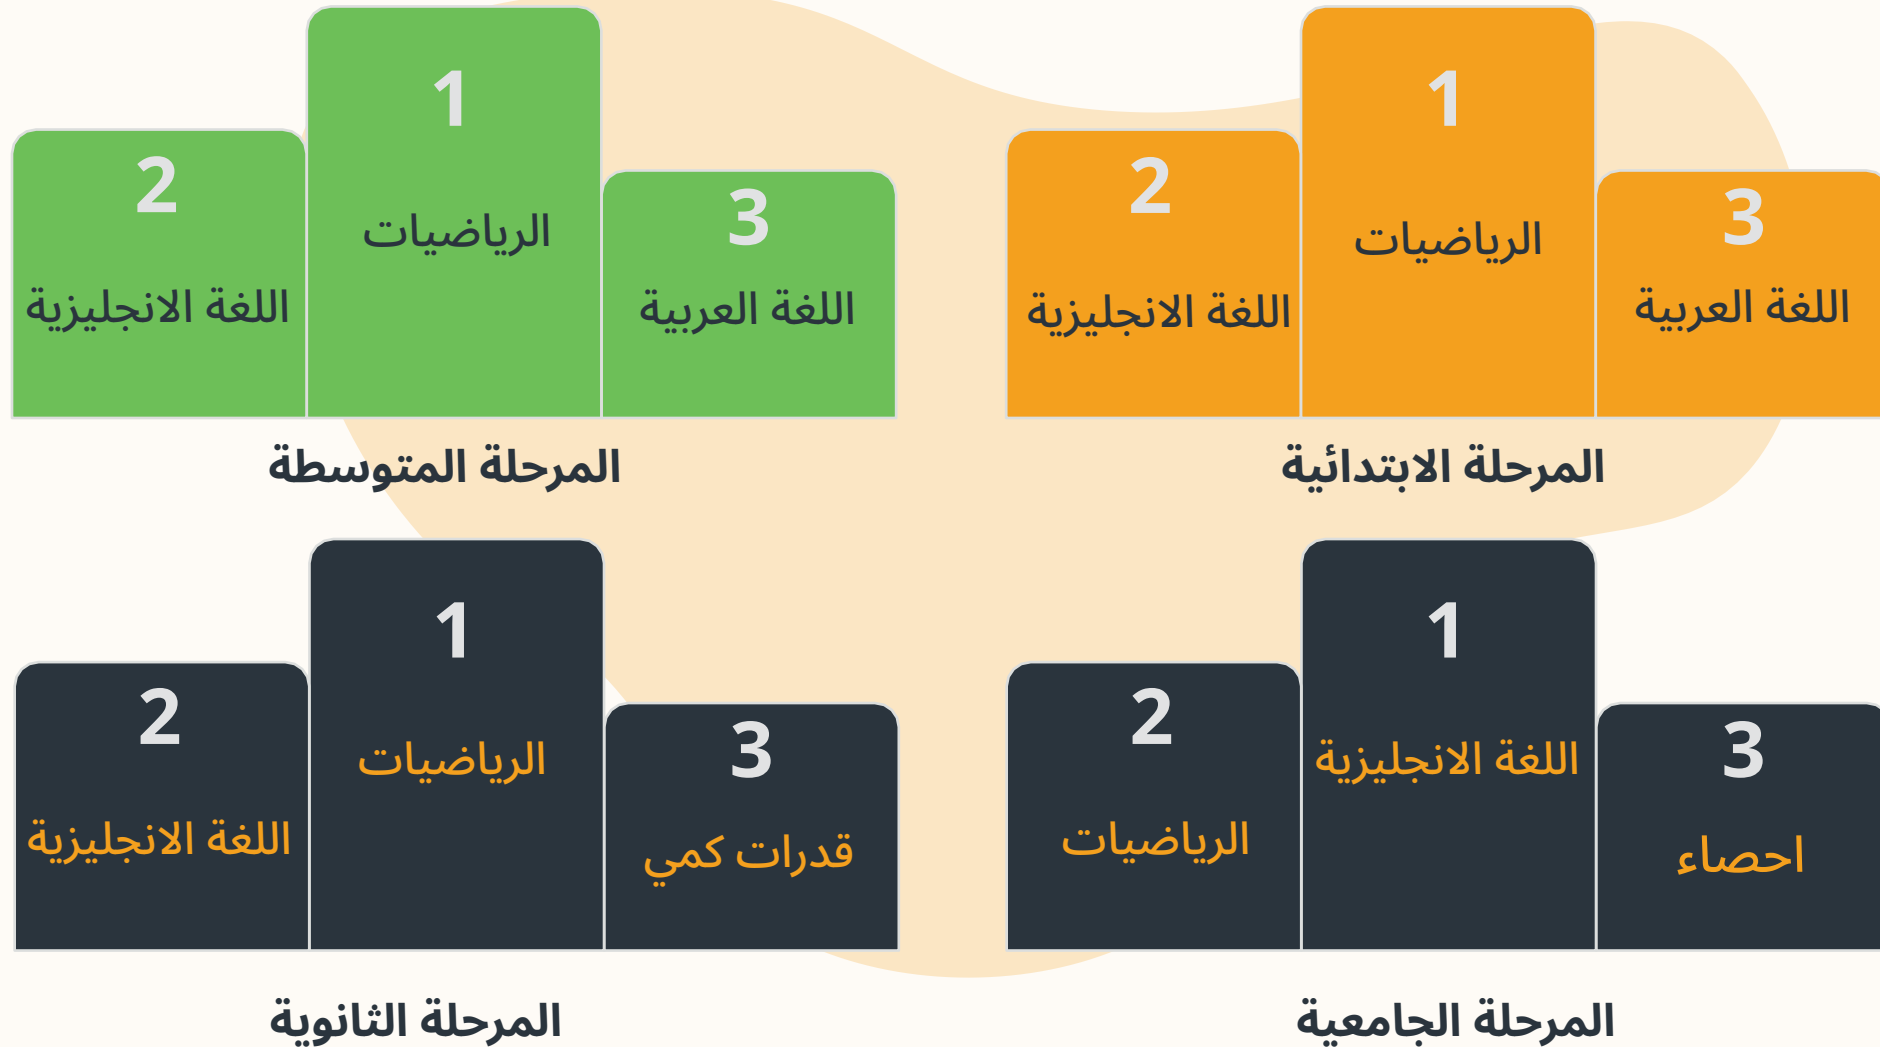 1
الرياضيات
2
اللغة الانجليزية
3
اللغة العربية
المرحلة الابتدائية
1
الرياضيات
2
اللغة الانجليزية
3
اللغة العربية
المرحلة المتوسطة
1
اللغة الانجليزية
2
الرياضيات
3
احصاء
المرحلة الجامعية
1
الرياضيات
2
اللغة الانجليزية
3
قدرات كمي
المرحلة الثانوية